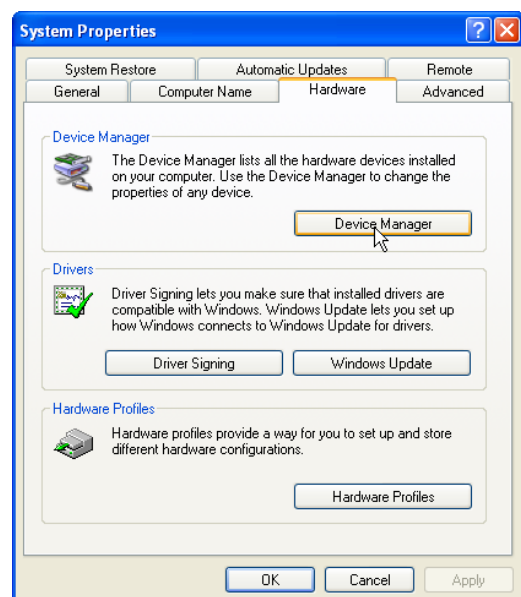 System Properties
System Restore Automatic Updates Remote
General Computer Name Hardware Advanced
Device Manager
The Device Manager lists all the hardware devices installed
on your computer. Use the Device Manager to change the
properties of any device.
Device Manager
Drivers
Driver Signing lets you make sure that installed drivers are
compatible with Windows. Windows Update lets you set up
how Windows connects to Windows Update for drivers.
Driver Signing Windows Update
Hardware Profiles
Hardware profiles provide a way for you to set up and store
different hardware configurations.
Hardware Profiles
OK Cancel Apply